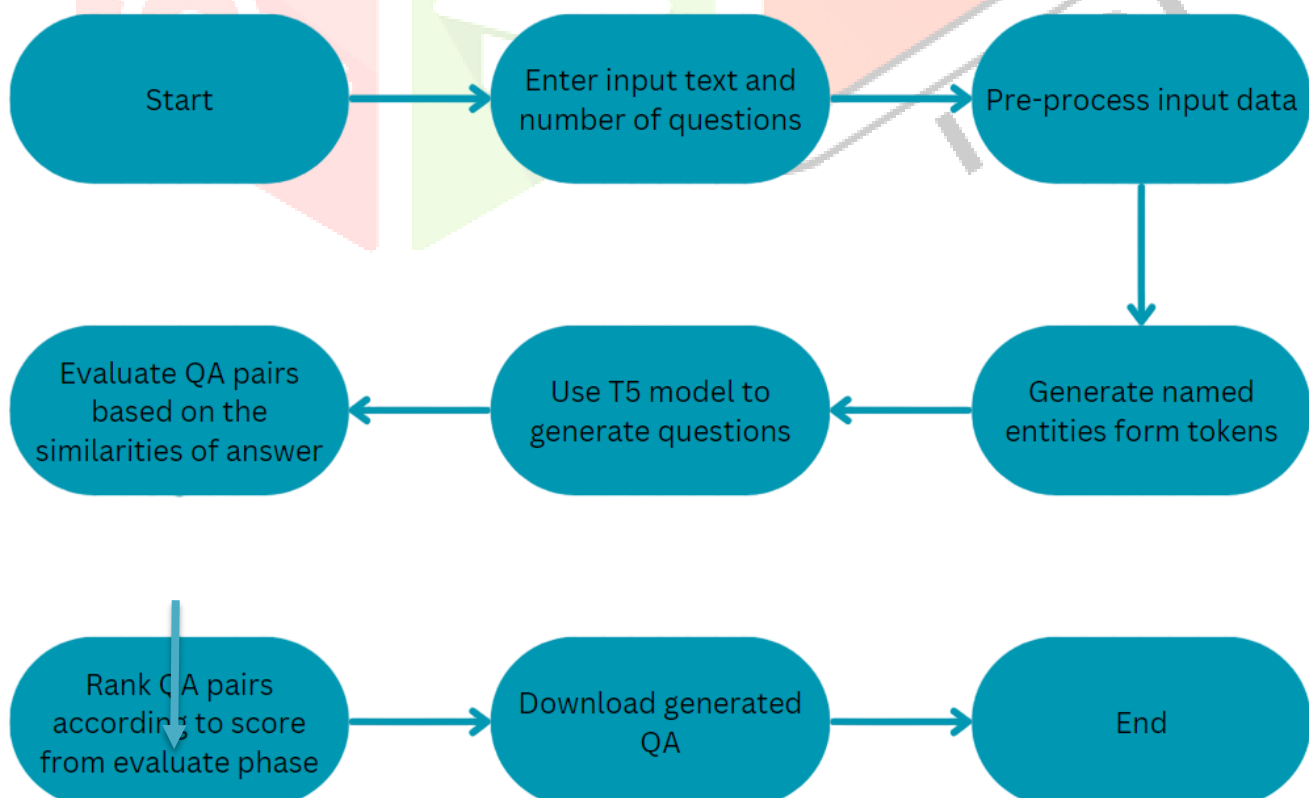 Start
Enter input text and
number of questions
Pre-process input data
Generate named
entities form tokens
Use T5 model to
generate questions
Evaluate QA pairs
based on the
similarities of answer
Rank QA pairs
according to score
from evaluate phase
Download generated
QA
End